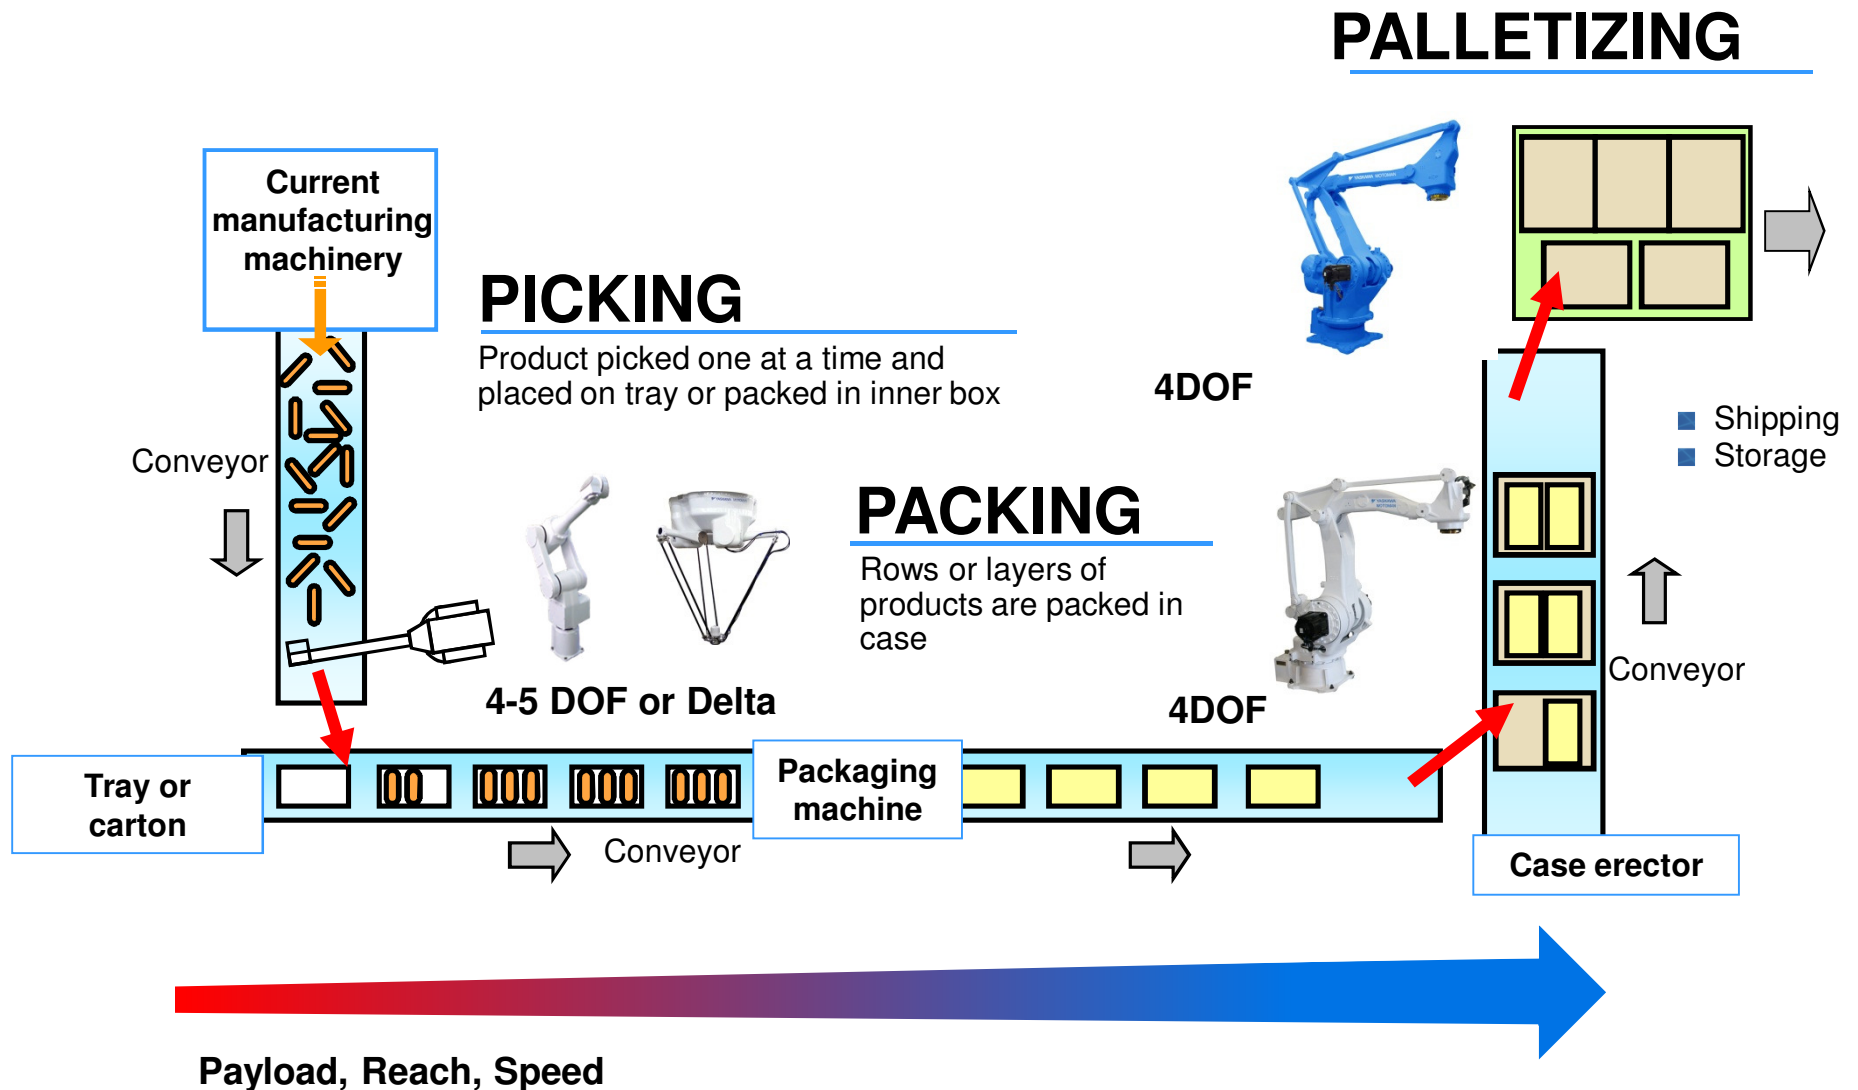 PALLETIZING
Current
manufacturing
machinery
PICKING
Product picked one at a time and
placed on tray or packed in inner box
4DOF
Shipping
Storage
Conveyor
PACKING
Rows or layers of
products are packed in
case
Conveyor
4-5 DOF or Delta
4DOF
Tray or
carton
Packaging
machine
Conveyor
Case erector
Payload, Reach, Speed